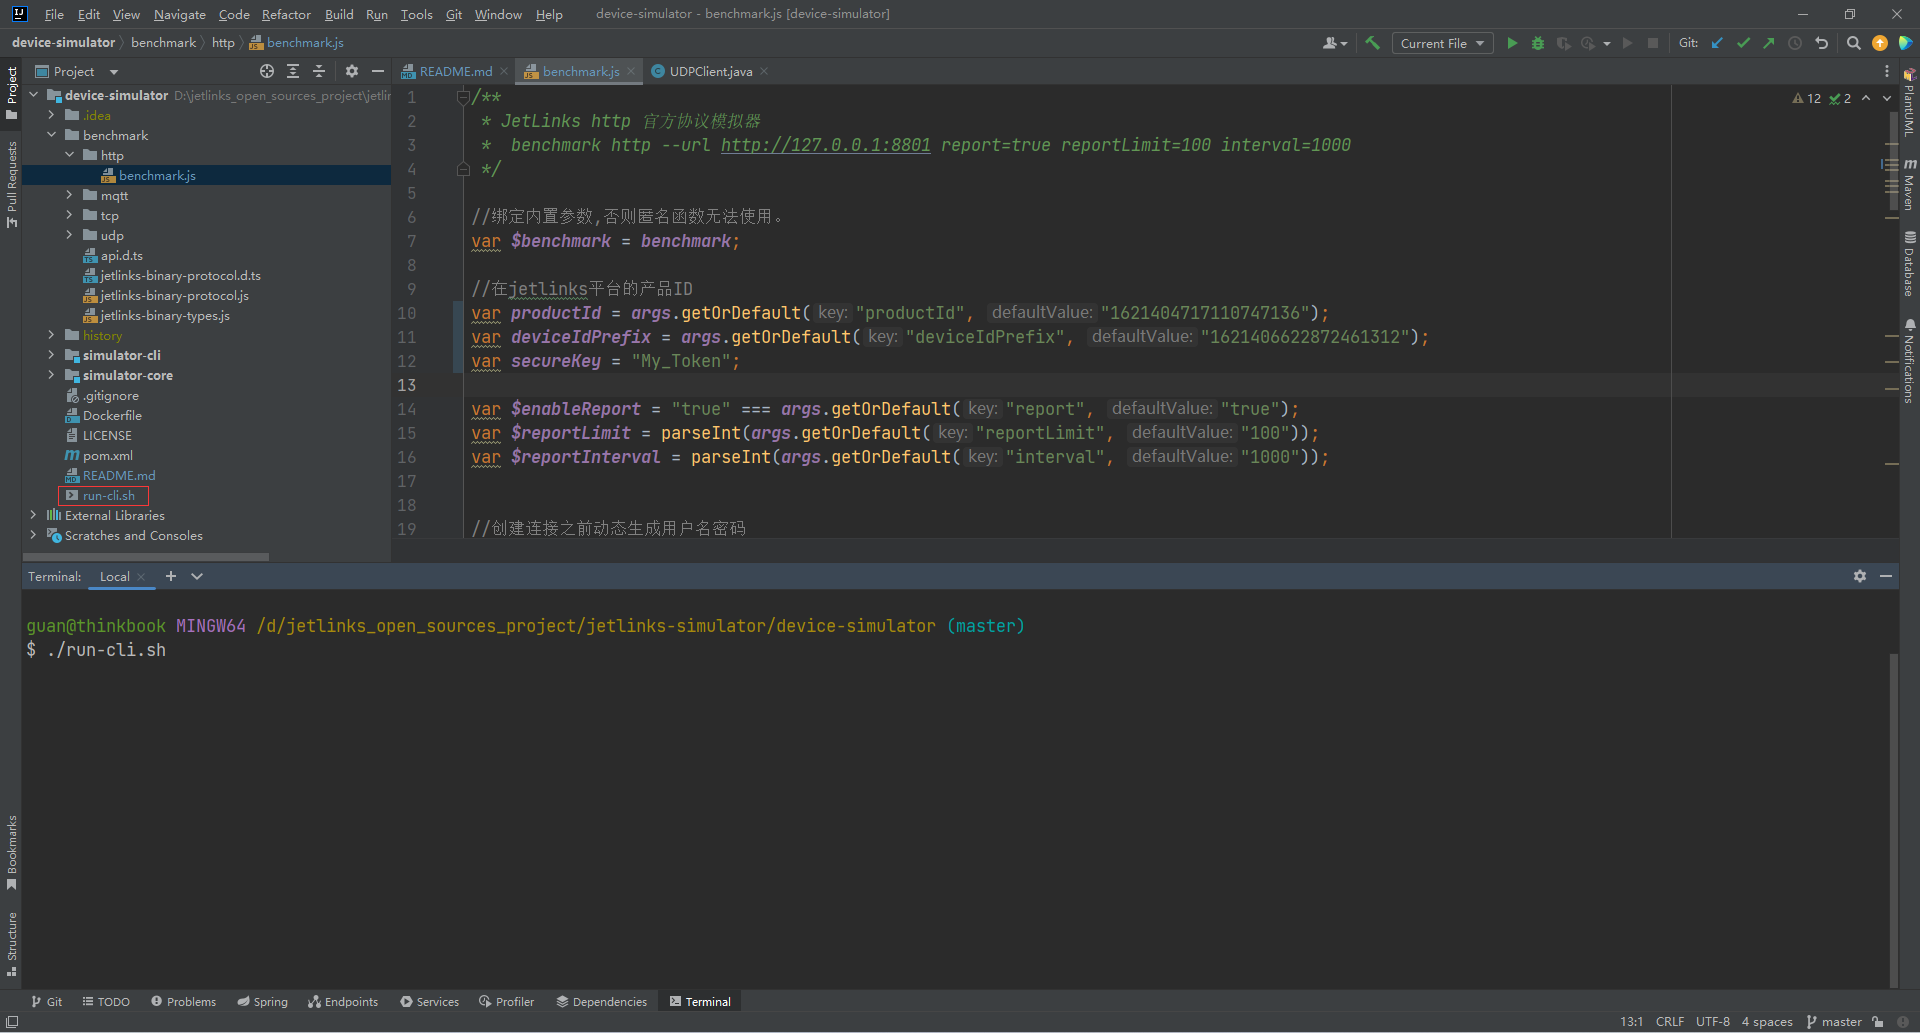 File Edit View Navigate Code Refactor Build Run Tools Git Window Help device-simulator - benchmark.js [device-simulator]
device-simulator benchmark http benchmark.js
Current File Git:
Project
README.md benchmark.js UDPClient.java
Project
Pull Requests
Bookmarks
Structure
device-simulator D:\jetlinks_open_sources_project\jetlin
.idea
benchmark
http
benchmark.js
mqtt
tcp
udp
api.d.ts
jetlinks-binary-protocol.d.ts
jetlinks-binary-protocol.js
jetlinks-binary-types.js
history
simulator-cli
simulator-core
.gitignore
Dockerfile
LICENSE
pom.xml
README.md
run-cli.sh
External Libraries
Scratches and Consoles
12 2
1 /**
2 * JetLinks http 官方协议模拟器
3 * benchmark http --url http://127.0.0.1:8801 report=true reportLimit=100 interval=1000
4 */
5
6 //绑定内置参数,否则匿名函数无法使用。
7 var $benchmark = benchmark;
8
9 //在jetlinks平台的产品ID
10 var productId = args.getOrDefault( key: "productId", defaultValue: "1621404717110747136");
11 var deviceIdPrefix = args.getOrDefault( key: "deviceIdPrefix", defaultValue: "1621406622872461312");
12 var secureKey = "My_Token";
13
14 var $enableReport = "true" === args.getOrDefault( key: "report", defaultValue: "true");
15 var $reportLimit = parseInt(args.getOrDefault( key: "reportLimit", defaultValue: "100"));
16 var $reportInterval = parseInt(args.getOrDefault( key: "interval", defaultValue: "1000"));
17
18
19 //创建连接之前动态生成用户名密码
PlantUML
Maven
Database
Notifications
Terminal: Local
guan@thinkbook MINGW64 /d/jetlinks_open_sources_project/jetlinks-simulator/device-simulator (master)
$ ./run-cli.sh
Git TODO Problems Spring Endpoints Services Profiler Dependencies Terminal
13:1 CRLF UTF-8 4 spaces master